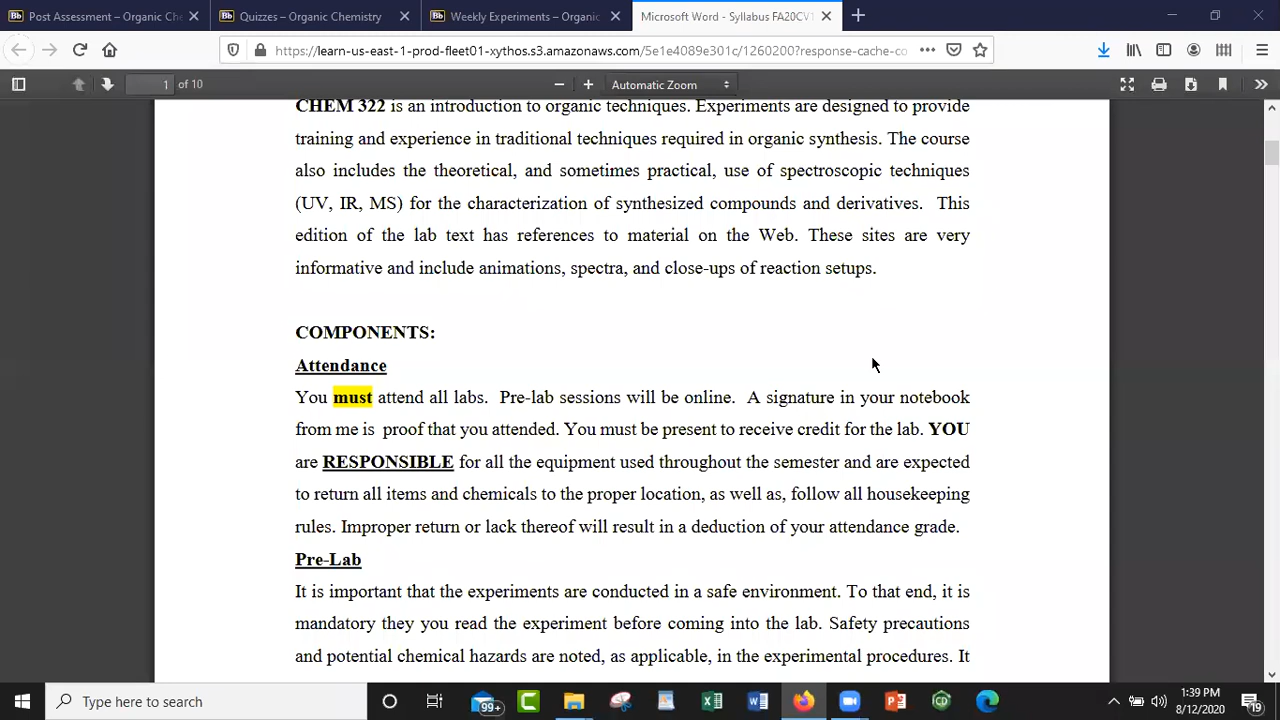 Post Assessment – Organic Che
Quizzes – Organic Chemistry
Weekly Experiments – Organic
Microsoft Word - Syllabus FA20CV1
https://learn-us-east-1-prod-fleet01-xythos.s3.amazonaws.com/5e1e4089e301c/1260200?response-cache-co
1 of 10
Automatic Zoom
CHEM 322 is an introduction to organic techniques. Experiments are designed to provide
training and experience in traditional techniques required in organic synthesis. The course
also includes the theoretical, and sometimes practical, use of spectroscopic techniques
(UV, IR, MS) for the characterization of synthesized compounds and derivatives. This
edition of the lab text has references to material on the Web. These sites are very
informative and include animations, spectra, and close-ups of reaction setups.
COMPONENTS:
Attendance
You must attend all labs. Pre-lab sessions will be online. A signature in your notebook
from me is proof that you attended. You must be present to receive credit for the lab. YOU
are RESPONSIBLE for all the equipment used throughout the semester and are expected
to return all items and chemicals to the proper location, as well as, follow all housekeeping
rules. Improper return or lack thereof will result in a deduction of your attendance grade.
Pre-Lab
It is important that the experiments are conducted in a safe environment. To that end, it is
mandatory they you read the experiment before coming into the lab. Safety precautions
and potential chemical hazards are noted, as applicable, in the experimental procedures. It
Type here to search
99+
1:39 PM
8/12/2020
19